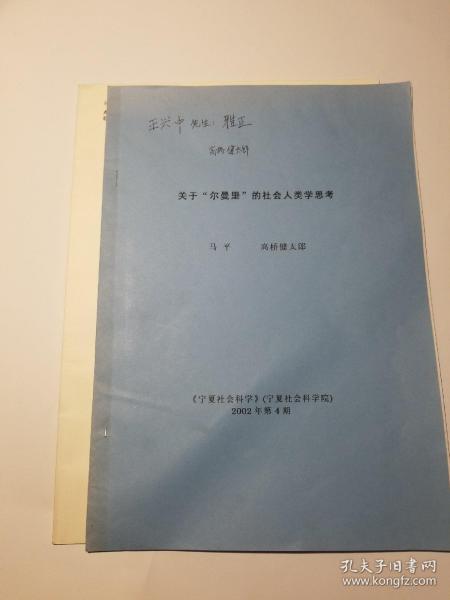 王兴中 先生: 雅正
高桥健太郎
关于“尔曼里”的社会人类学思考
马平 高桥健太郎
《宁夏社会科学》(宁夏社会科学院)
2002年第4期
孔夫子旧书网
www.kongfz.com